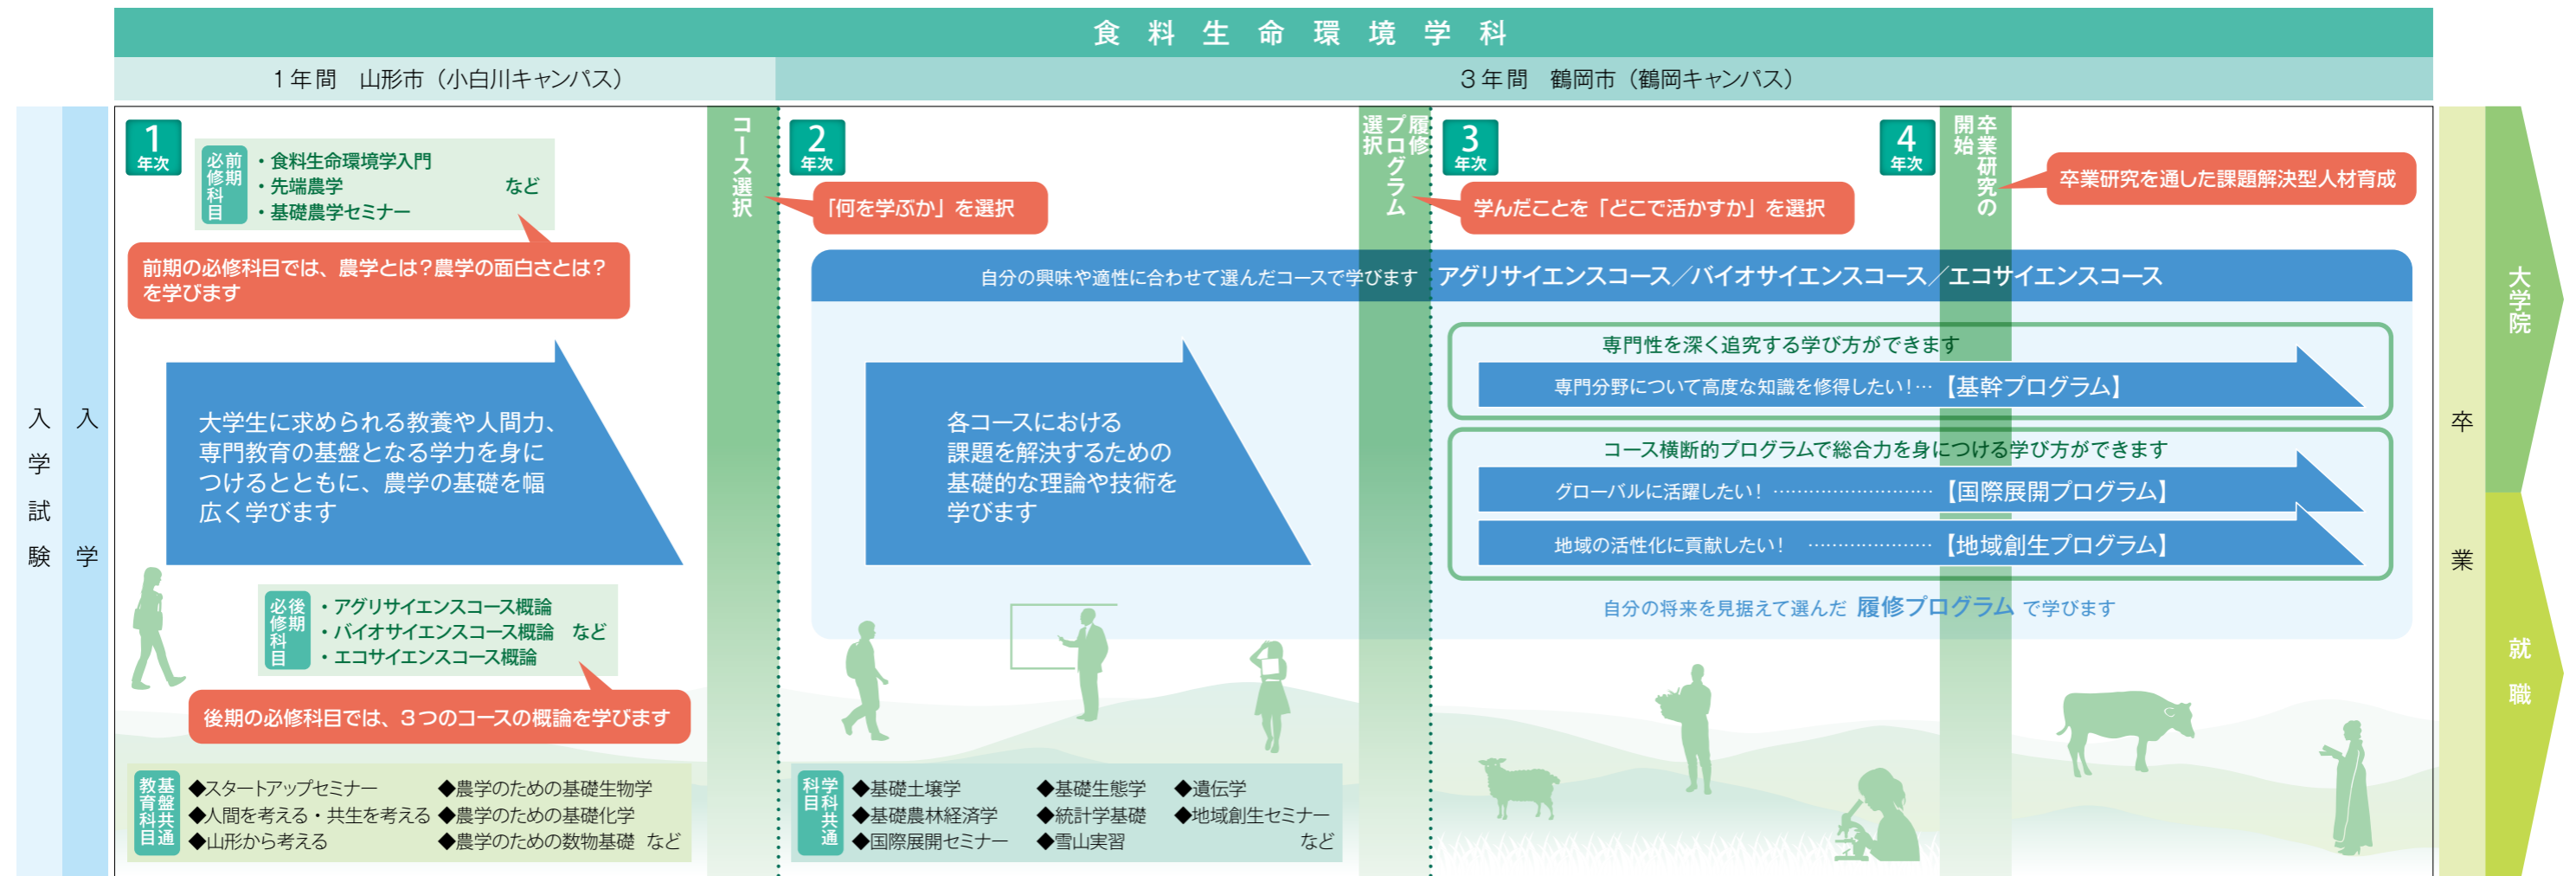 食料生命環境学科
1年間　山形市（小白川キャンパス）
3年間　鶴岡市（鶴岡キャンパス）
入学試験
入学
1
年次
前期
必修科目
・食料生命環境学入門
・先端農学　など
・基礎農学セミナー
前期の必修科目では、農学とは？農学の面白さとは？
を学びます
大学生に求められる教養や人間力、
専門教育の基盤となる学力を身に
つけるとともに、農学の基礎を幅
広く学びます
後期
必修科目
・アグリサイエンスコース概論
・バイオサイエンスコース概論　など
・エコサイエンスコース概論
後期の必修科目では、3つのコースの概論を学びます
基盤共通
教育科目
◆スタートアップセミナー
◆人間を考える・共生を考える
◆山形から考える
◆農学のための基礎生物学
◆農学のための基礎化学
◆農学のための数物基礎　など
コース選択
2
年次
「何を学ぶか」を選択
自分の興味や適性に合わせて選んだコースで学びます　アグリサイエンスコース／バイオサイエンスコース／エコサイエンスコース
各コースにおける
課題を解決するための
基礎的な理論や技術を
学びます
学科共通
科目
◆基礎土壌学
◆基礎農林経済学
◆国際展開セミナー
◆基礎生態学
◆統計学基礎
◆雪山実習
◆遺伝学
◆地域創生セミナー
など
履修
プログラム
選択
3
年次
学んだことを「どこで活かすか」を選択
4
年次
卒業研究の
開始
卒業研究を通した課題解決型人材育成
専門性を深く追究する学び方ができます
専門分野について高度な知識を修得したい！…【基幹プログラム】
コース横断的プログラムで総合力を身につける学び方ができます
グローバルに活躍したい！………………………【国際展開プログラム】
地域の活性化に貢献したい！　…………………【地域創生プログラム】
自分の将来を見据えて選んだ 履修プログラム で学びます
卒業
大学院
就職